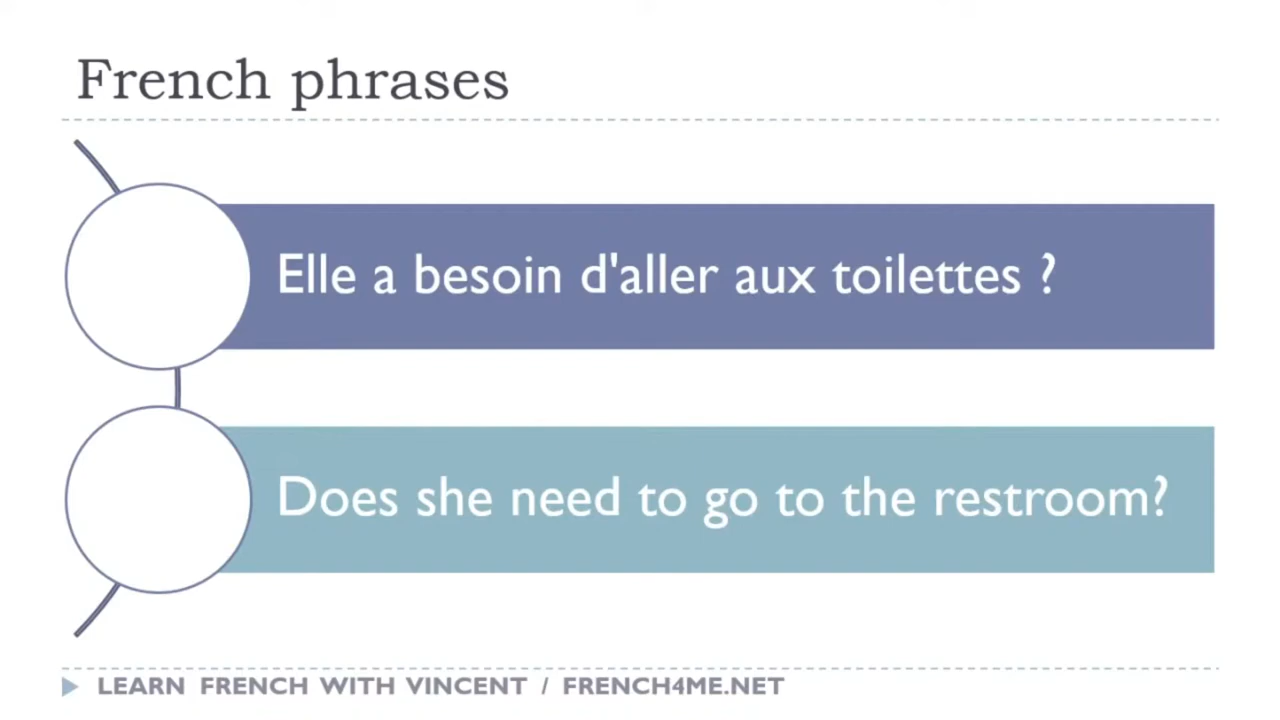 French phrases
Elle a besoin d'aller aux toilettes ?
Does she need to go to the restroom?
LEARN FRENCH WITH VINCENT / FRENCH4ME.NET